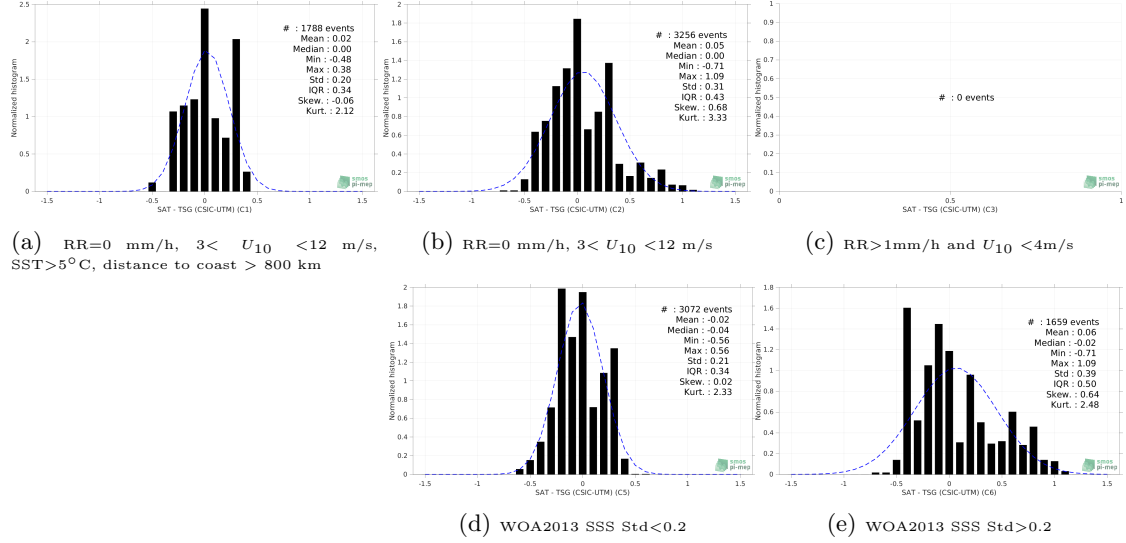 2.5
2
1.5
1
0.5
0
Normalized histogram
-1.5 -1 -0.5 0 0.5 1 1.5
SAT - TSG (CSIC-UTM) (C1)
# : 1788 events
Mean : 0.02
Median : 0.00
Min : -0.48
Max : 0.38
Std : 0.20
IQR : 0.34
Skew. : -0.06
Kurt. : 2.12
smos
pi-mep
(a) RR=0 mm/h, 3< U10 <12 m/s,
SST>5°C, distance to coast > 800 km
2
1.8
1.6
1.4
1.2
1
0.8
0.6
0.4
0.2
0
Normalized histogram
-1.5 -1 -0.5 0 0.5 1 1.5
SAT - TSG (CSIC-UTM) (C2)
# : 3256 events
Mean : 0.05
Median : 0.00
Min : -0.71
Max : 1.09
Std : 0.31
IQR : 0.43
Skew. : 0.68
Kurt. : 3.33
smos
pi-mep
(b) RR=0 mm/h, 3< U10 <12 m/s
1
0.9
0.8
0.7
0.6
0.5
0.4
0.3
0.2
0.1
0
Normalized histogram
0 0.5 1
SAT - TSG (CSIC-UTM) (C3)
# : 0 events
smos
pi-mep
(c) RR>1mm/h and U10 <4m/s
2
1.8
1.6
1.4
1.2
1
0.8
0.6
0.4
0.2
0
Normalized histogram
-1.5 -1 -0.5 0 0.5 1 1.5
SAT - TSG (CSIC-UTM) (C5)
# : 3072 events
Mean : -0.02
Median : -0.04
Min : -0.56
Max : 0.56
Std : 0.21
IQR : 0.34
Skew. : 0.02
Kurt. : 2.33
smos
pi-mep
(d) WOA2013 SSS Std<0.2
1.8
1.6
1.4
1.2
1
0.8
0.6
0.4
0.2
0
Normalized histogram
-1.5 -1 -0.5 0 0.5 1 1.5
SAT - TSG (CSIC-UTM) (C6)
# : 1659 events
Mean : 0.06
Median : -0.02
Min : -0.71
Max : 1.09
Std : 0.39
IQR : 0.50
Skew. : 0.64
Kurt. : 2.48
smos
pi-mep
(e) WOA2013 SSS Std>0.2